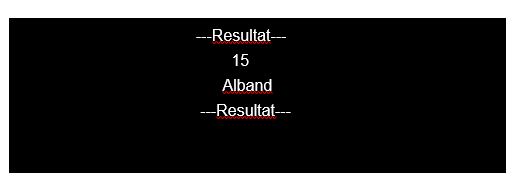 ---Resultat---
15
Alband
---Resultat---